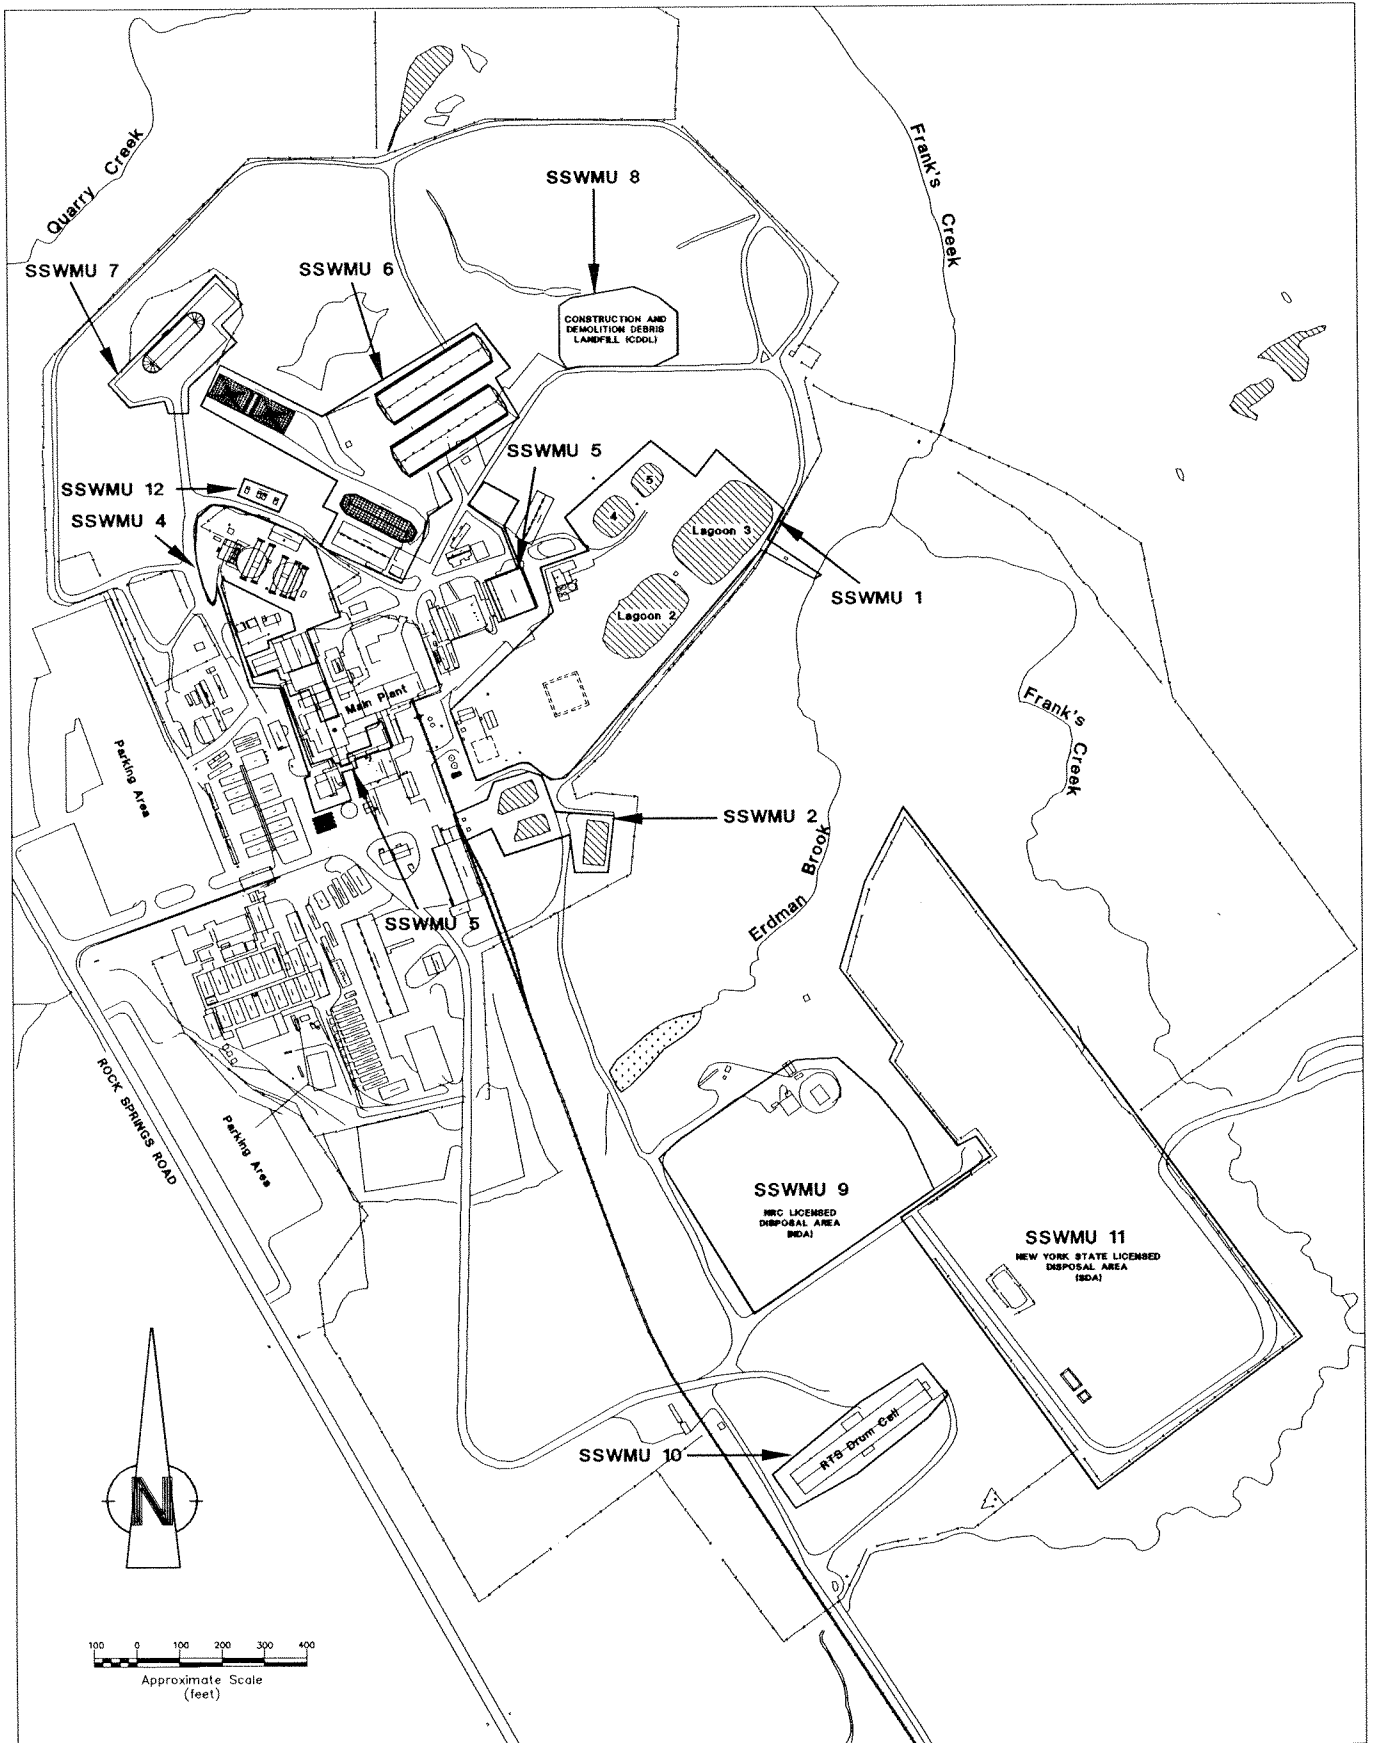 Quarry Creek
Frank's Creek
SSWMU 8
SSWMU 7
SSWMU 6
CONSTRUCTION AND
DEMOLITION DEBRIS
LANDFILL (CDDL)
SSWMU 5
SSWMU 12
SSWMU 4
5
4
Lagoon 3
SSWMU 1
Lagoon 2
Main Plant
Frank's Creek
Parking Area
SSWMU 2
Erdman Brook
SSWMU 5
ROCK SPRINGS ROAD
Parking Area
SSWMU 9
NRC LICENSED
DISPOSAL AREA
(NDA)
SSWMU 11
NEW YORK STATE LICENSED
DISPOSAL AREA
(SDA)
RTS Drum Cell
SSWMU 10
N
100 0 100 200 300 400
Approximate Scale
(feet)